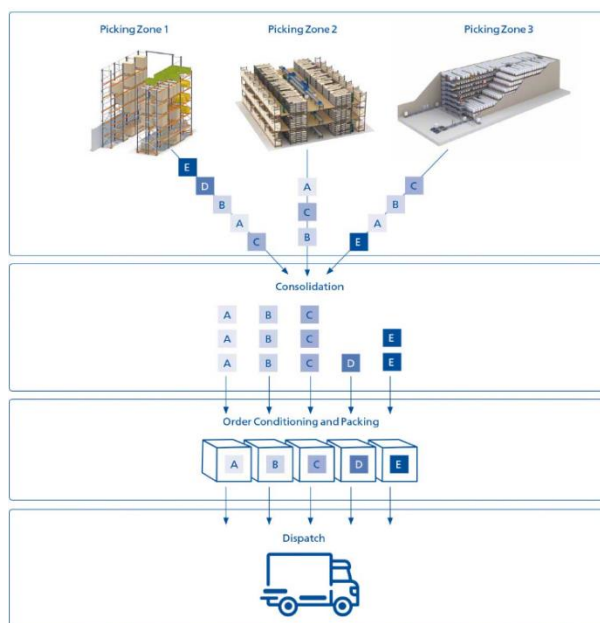 Picking Zone 1 Picking Zone 2 Picking Zone 3
E
D
B
A
C
A
C
B
C
B
A
E
Consolidation
A B C
A B C E
A B C D E
Order Conditioning and Packing
A B C D E
Dispatch